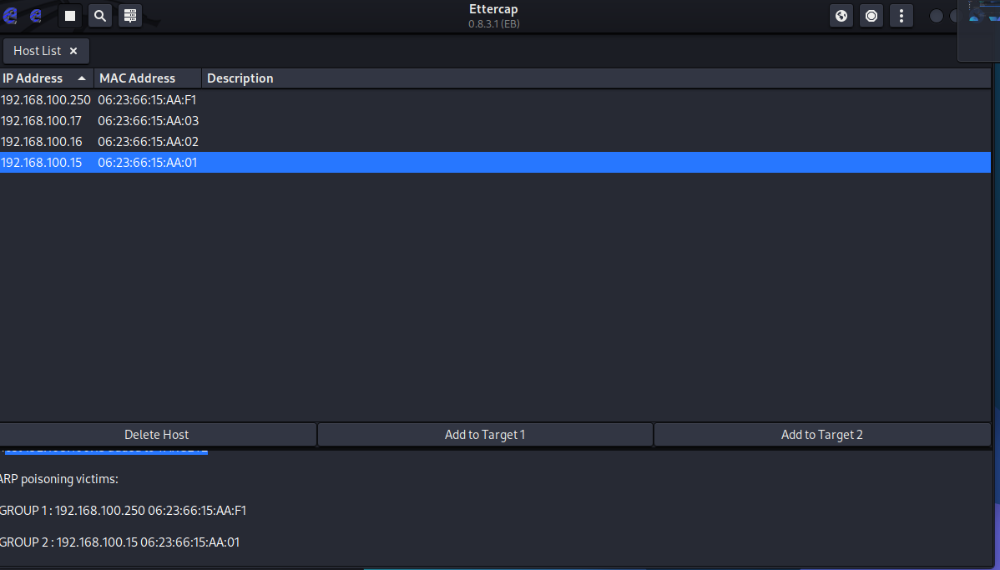 Ettercap
0.8.3.1 (EB)
Host List ×
IP Address MAC Address Description
192.168.100.250 06:23:66:15:AA:F1
192.168.100.17 06:23:66:15:AA:03
192.168.100.16 06:23:66:15:AA:02
192.168.100.15 06:23:66:15:AA:01
Delete Host Add to Target 1 Add to Target 2
ARP poisoning victims:
GROUP 1 : 192.168.100.250 06:23:66:15:AA:F1
GROUP 2 : 192.168.100.15 06:23:66:15:AA:01